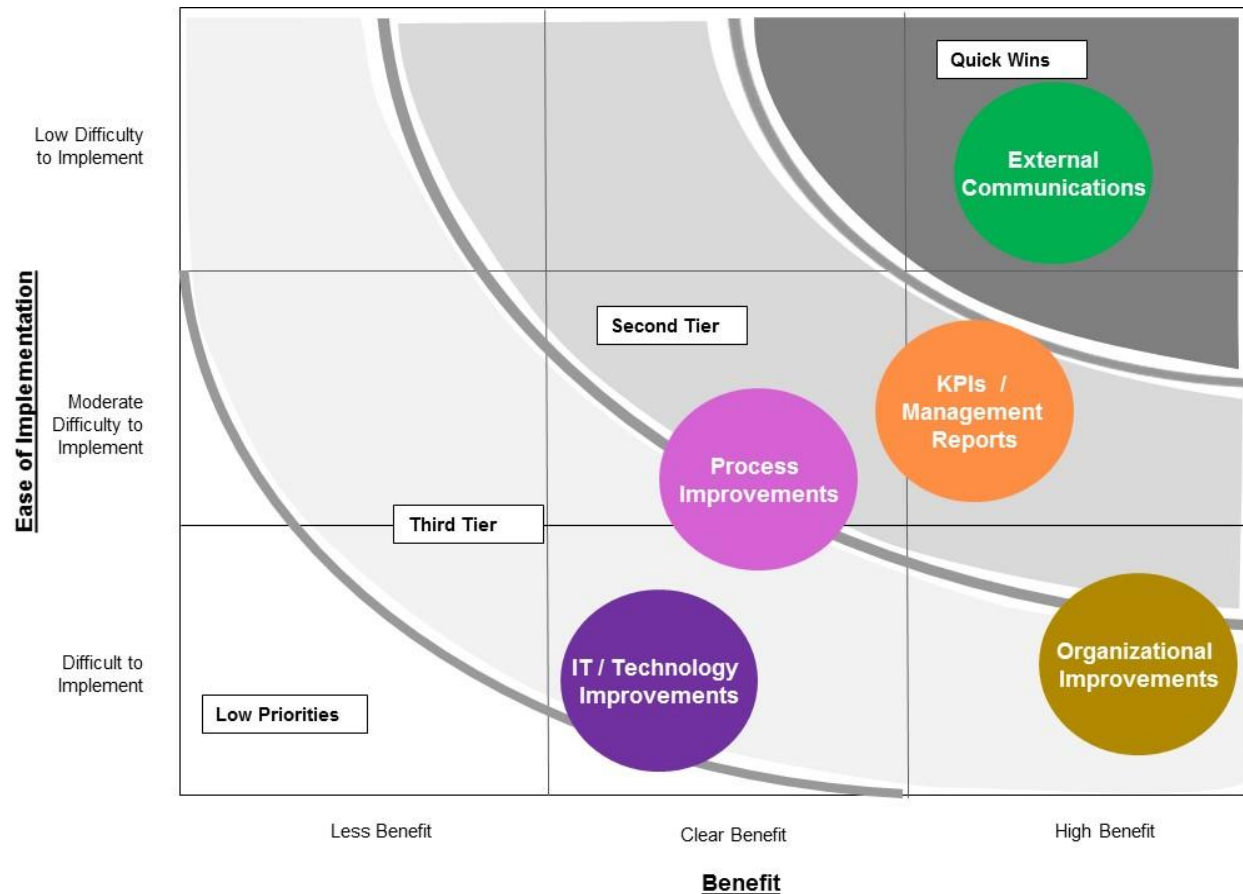 Quick Wins
Low Difficulty
to Implement
External
Communications
Ease of Implementation
Second Tier
KPIs /
Management
Reports
Moderate
Difficulty to
Implement
Process
Improvements
Third Tier
Difficult to
Implement
IT / Technology
Improvements
Organizational
Improvements
Low Priorities
Less Benefit
Clear Benefit
High Benefit
Benefit